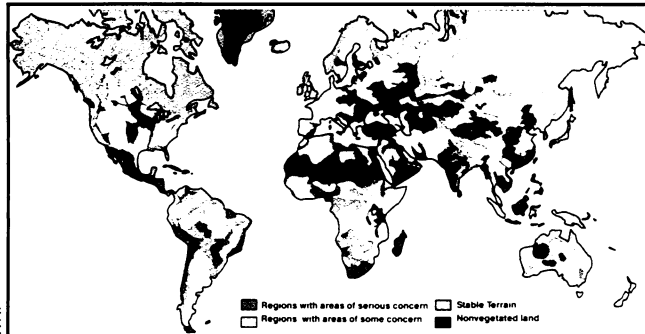 Regions with areas of serious concern
Stable Terrain
Regions with areas of some concern
Nonvegetated land